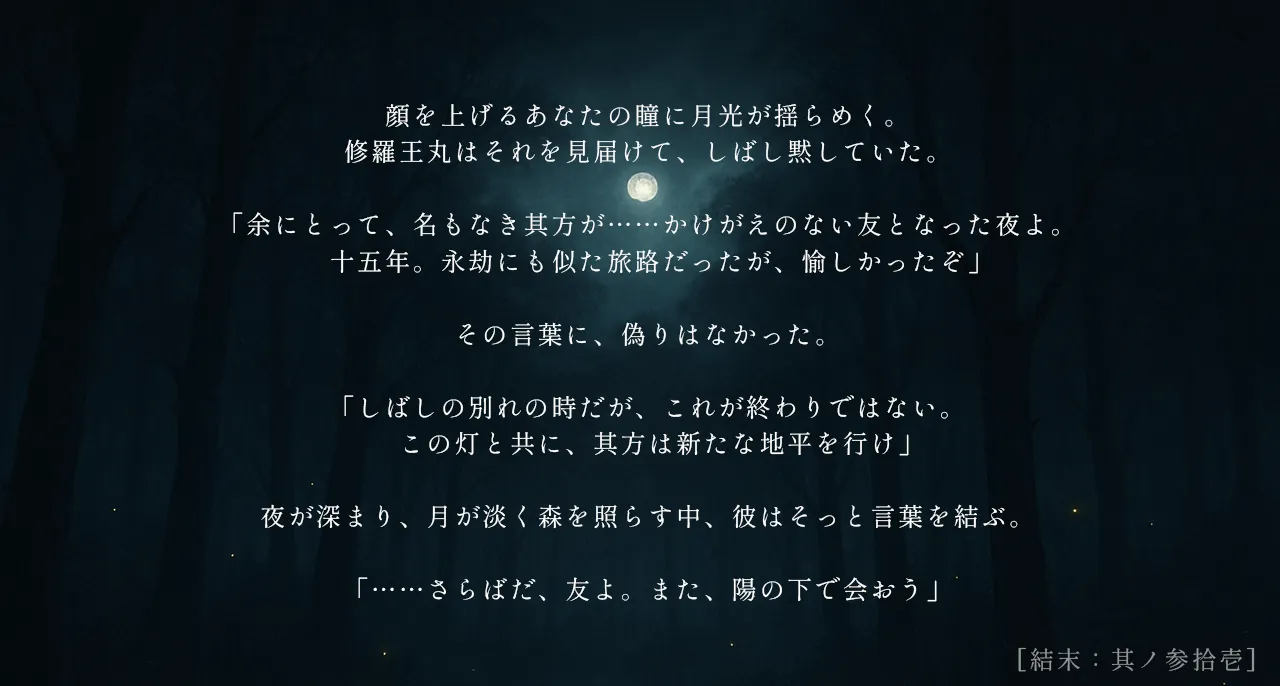 顔を上げるあなたの瞳に月光が揺らめく。
修羅王丸はそれを見届けて、しばし黙していた。
「余にとって、名もなき其方が……かけがえのない友となった夜よ。
十五年。永劫にも似た旅路だったが、愉しかったぞ」
その言葉に、偽りはなかった。
「しばしの別れの時だが、これが終わりではない。
この灯と共に、其方は新たな地平を行け」
夜が深まり、月が淡く森を照らす中、彼はそっと言葉を結ぶ。
「……さらばだ、友よ。また、陽の下で会おう」
［結末：其ノ参拾壱］